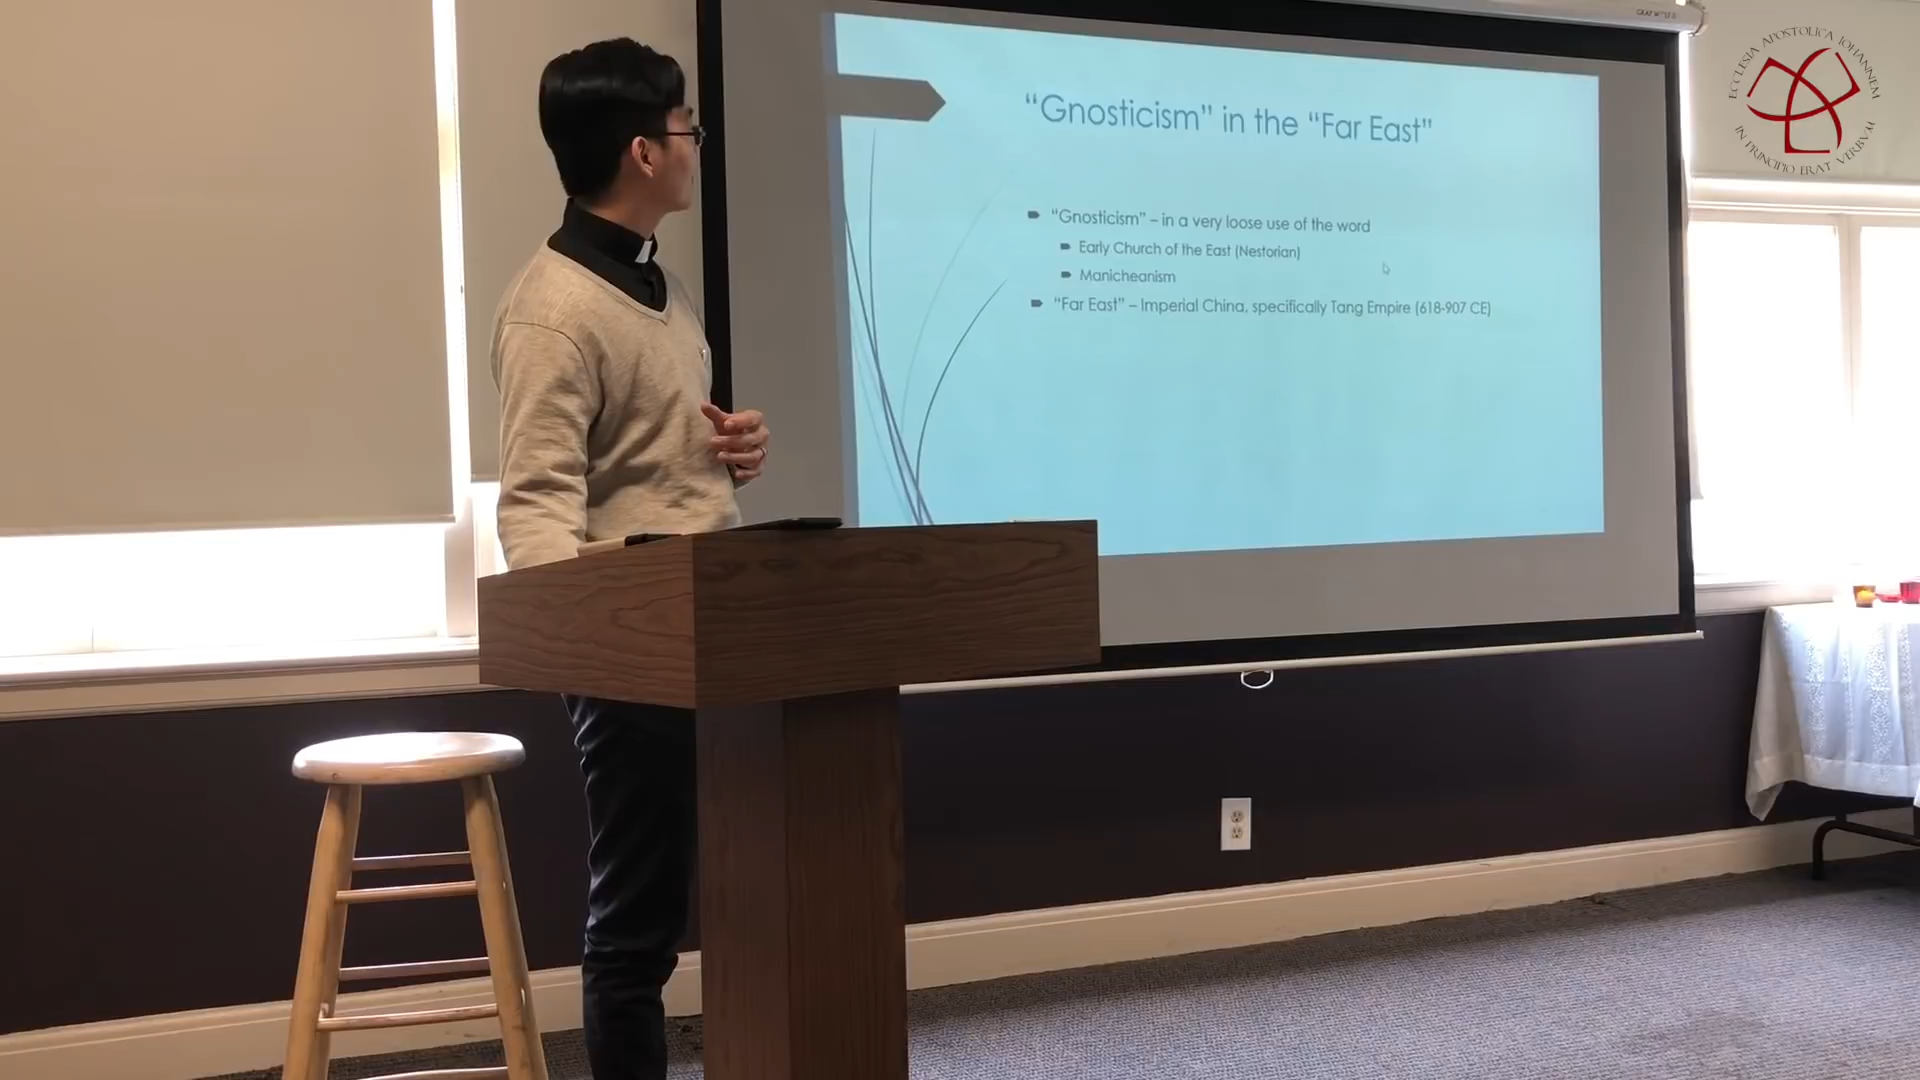 ECCLESIA APOSTOLICA IOHANNEM
IN PRINCIPIO ERAT VERBVM
“Gnosticism” in the “Far East”
“Gnosticism” – in a very loose use of the word
Early Church of the East (Nestorian)
Manicheanism
“Far East” – Imperial China, specifically Tang Empire (618-907 CE)